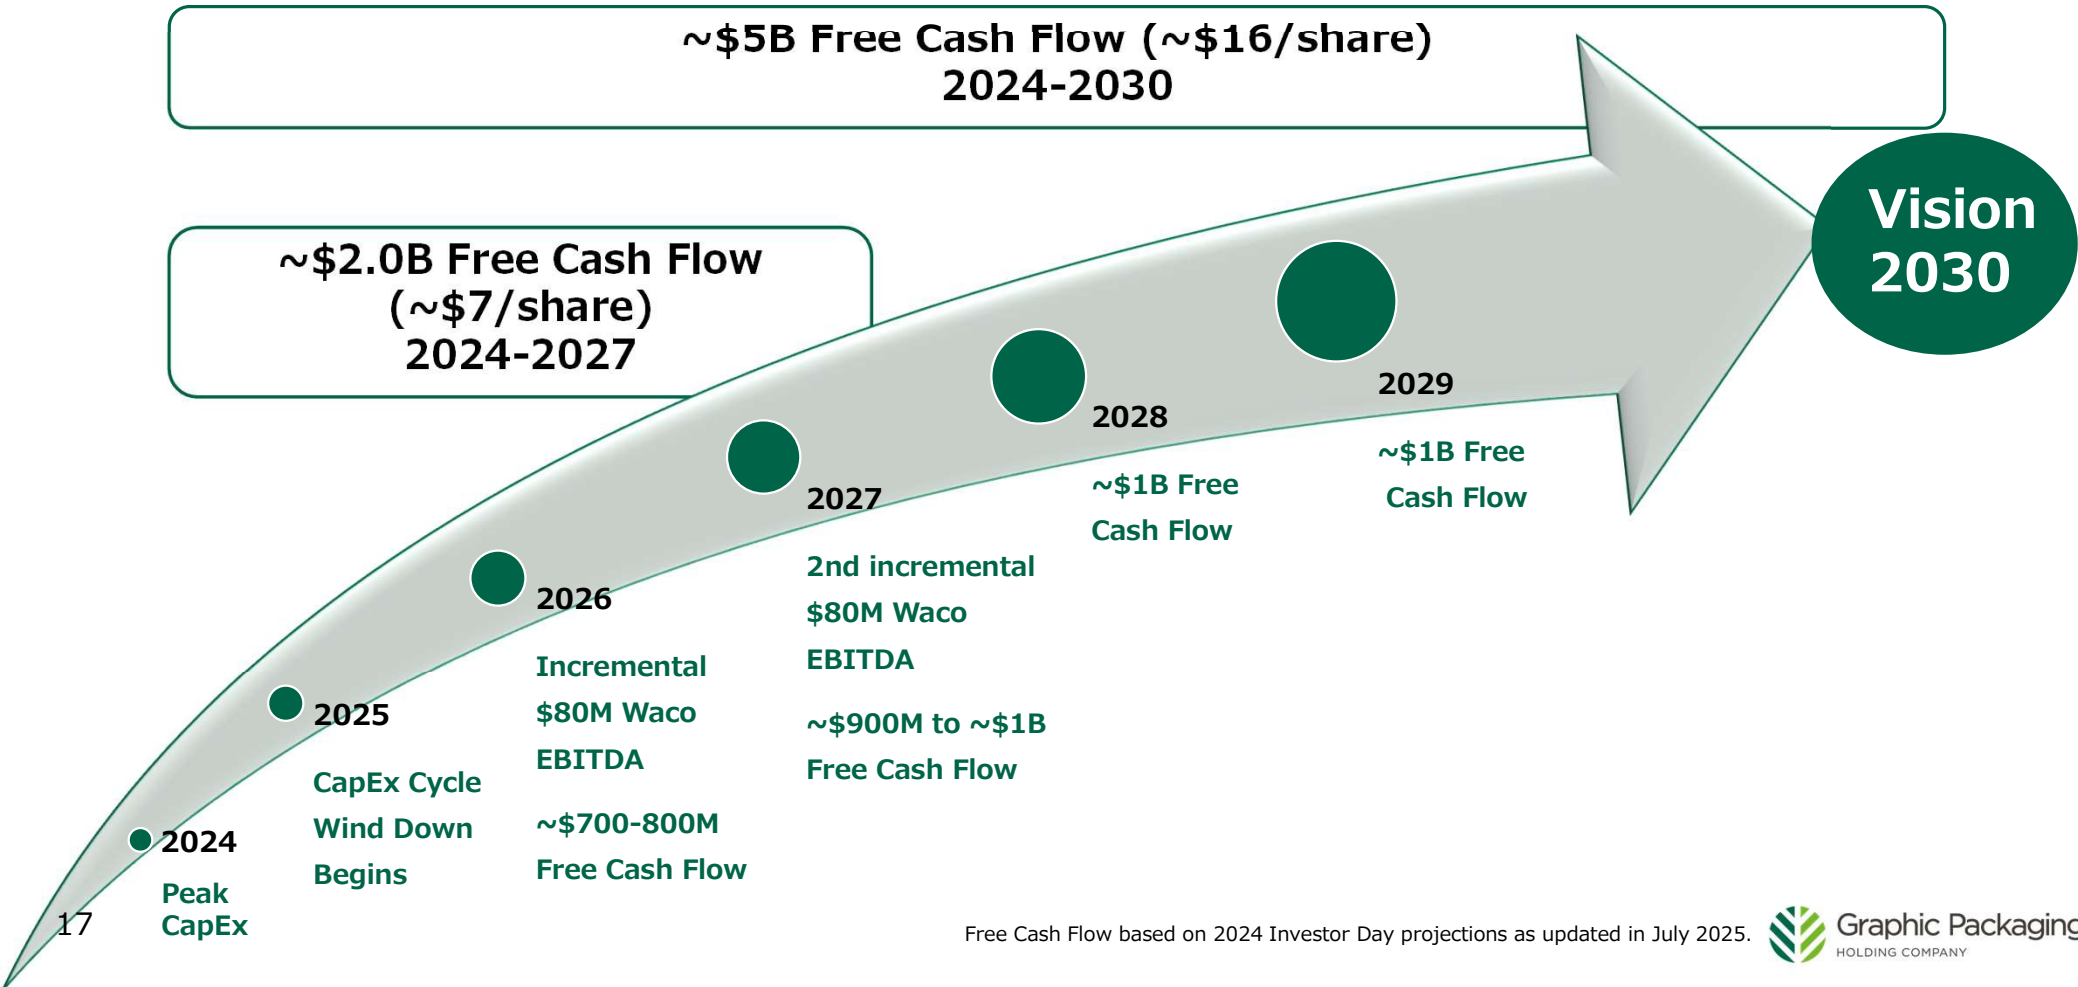 ~$5B Free Cash Flow (~$16/share)
2024-2030
Vision
2030
~$2.0B Free Cash Flow
(~$7/share)
2024-2027
2029
~$1B Free
Cash Flow
2028
~$1B Free
Cash Flow
2027
2nd incremental
$80M Waco
EBITDA
~$900M to ~$1B
Free Cash Flow
2026
Incremental
$80M Waco
EBITDA
~$700-800M
Free Cash Flow
2025
CapEx Cycle
Wind Down
Begins
2024
Peak
CapEx
17
Free Cash Flow based on 2024 Investor Day projections as updated in July 2025.
Graphic Packaging
HOLDING COMPANY